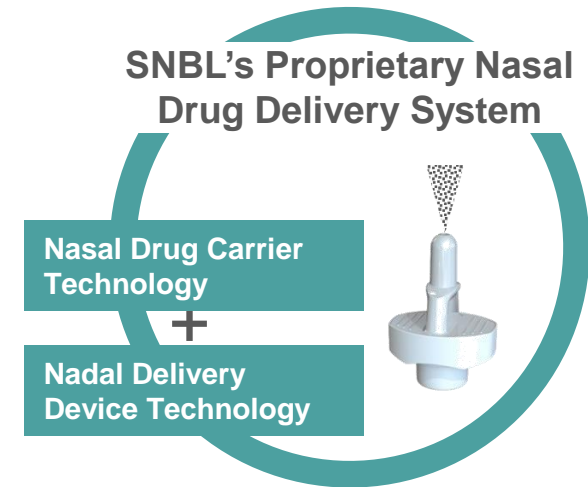 SNBL’s Proprietary Nasal
Drug Delivery System
Nasal Drug Carrier
Technology
+
Nadal Delivery
Device Technology